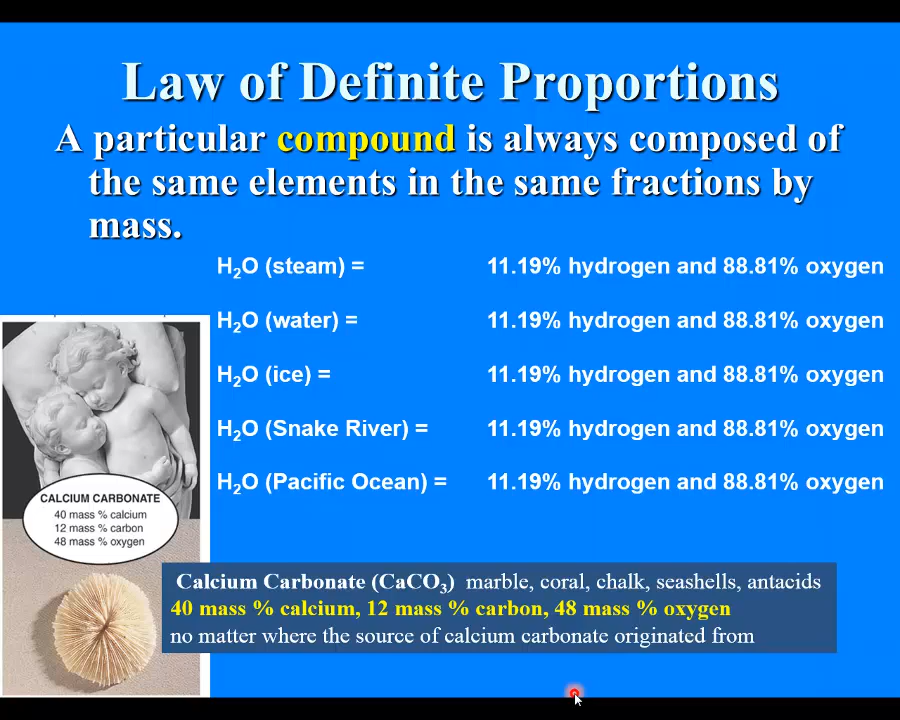 Law of Definite Proportions
A particular compound is always composed of
the same elements in the same fractions by
mass.
H₂O (steam) = 11.19% hydrogen and 88.81% oxygen
H₂O (water) = 11.19% hydrogen and 88.81% oxygen
H₂O (ice) = 11.19% hydrogen and 88.81% oxygen
H₂O (Snake River) = 11.19% hydrogen and 88.81% oxygen
H₂O (Pacific Ocean) = 11.19% hydrogen and 88.81% oxygen
CALCIUM CARBONATE
40 mass % calcium
12 mass % carbon
48 mass % oxygen
Calcium Carbonate (CaCO₃) marble, coral, chalk, seashells, antacids
40 mass % calcium, 12 mass % carbon, 48 mass % oxygen
no matter where the source of calcium carbonate originated from